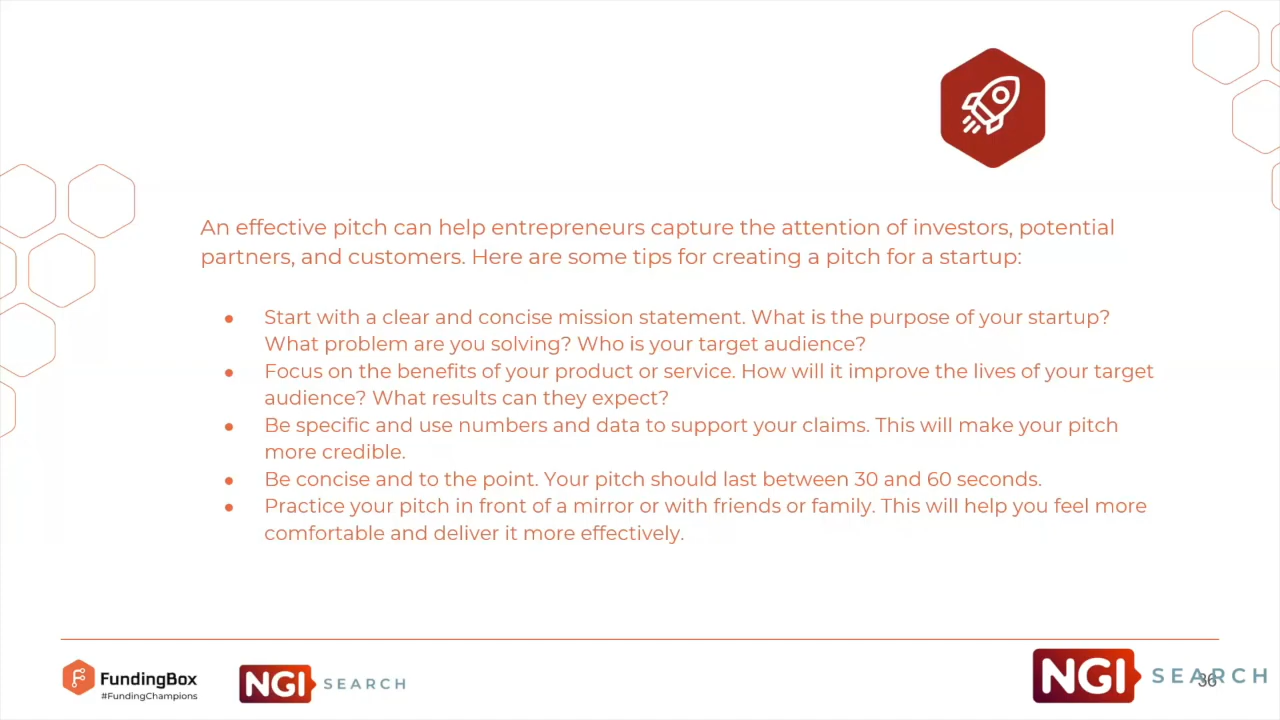 An effective pitch can help entrepreneurs capture the attention of investors, potential
partners, and customers. Here are some tips for creating a pitch for a startup:
● Start with a clear and concise mission statement. What is the purpose of your startup?
What problem are you solving? Who is your target audience?
● Focus on the benefits of your product or service. How will it improve the lives of your target
audience? What results can they expect?
● Be specific and use numbers and data to support your claims. This will make your pitch
more credible.
● Be concise and to the point. Your pitch should last between 30 and 60 seconds.
● Practice your pitch in front of a mirror or with friends or family. This will help you feel more
comfortable and deliver it more effectively.
FundingBox
#FundingChampions
NGI SEARCH
NGI SEARCH
36